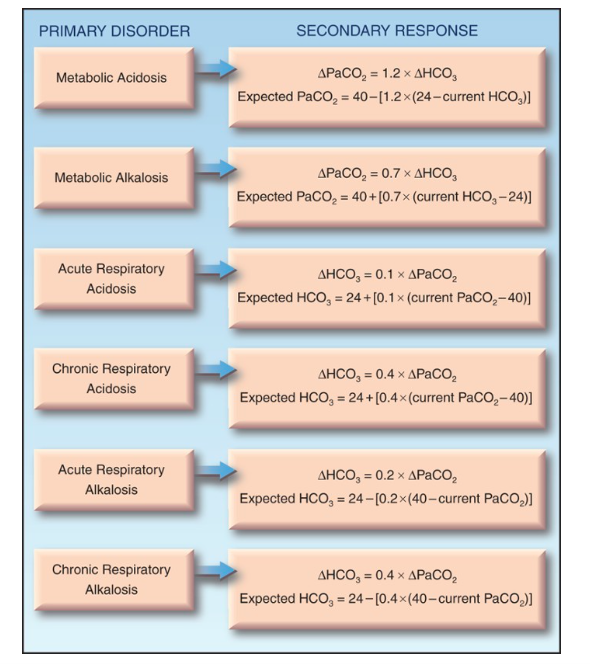 PRIMARY DISORDER
SECONDARY RESPONSE
Metabolic Acidosis
ΔPaCO₂ = 1.2 × ΔHCO₃
Expected PaCO₂ = 40−[1.2×(24−current HCO₃)]
Metabolic Alkalosis
ΔPaCO₂ = 0.7 × ΔHCO₃
Expected PaCO₂ = 40+[0.7×(current HCO₃−24)]
Acute Respiratory
Acidosis
ΔHCO₃ = 0.1 × ΔPaCO₂
Expected HCO₃ = 24+[0.1×(current PaCO₂−40)]
Chronic Respiratory
Acidosis
ΔHCO₃ = 0.4 × ΔPaCO₂
Expected HCO₃ = 24+[0.4×(current PaCO₂−40)]
Acute Respiratory
Alkalosis
ΔHCO₃ = 0.2 × ΔPaCO₂
Expected HCO₃ = 24−[0.2×(40−current PaCO₂)]
Chronic Respiratory
Alkalosis
ΔHCO₃ = 0.4 × ΔPaCO₂
Expected HCO₃ = 24−[0.4×(40−current PaCO₂)]